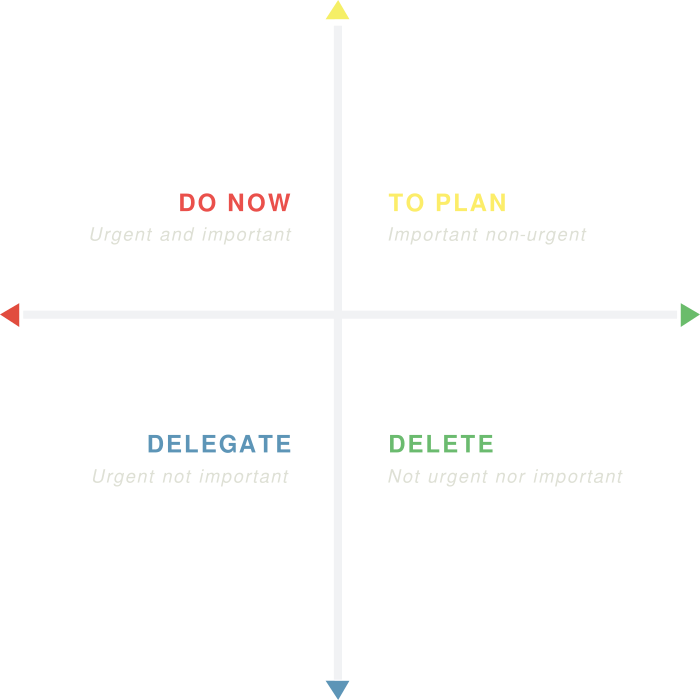 DO NOW
Urgent and important
TO PLAN
Important non-urgent
DELEGATE
Urgent not important
DELETE
Not urgent nor important